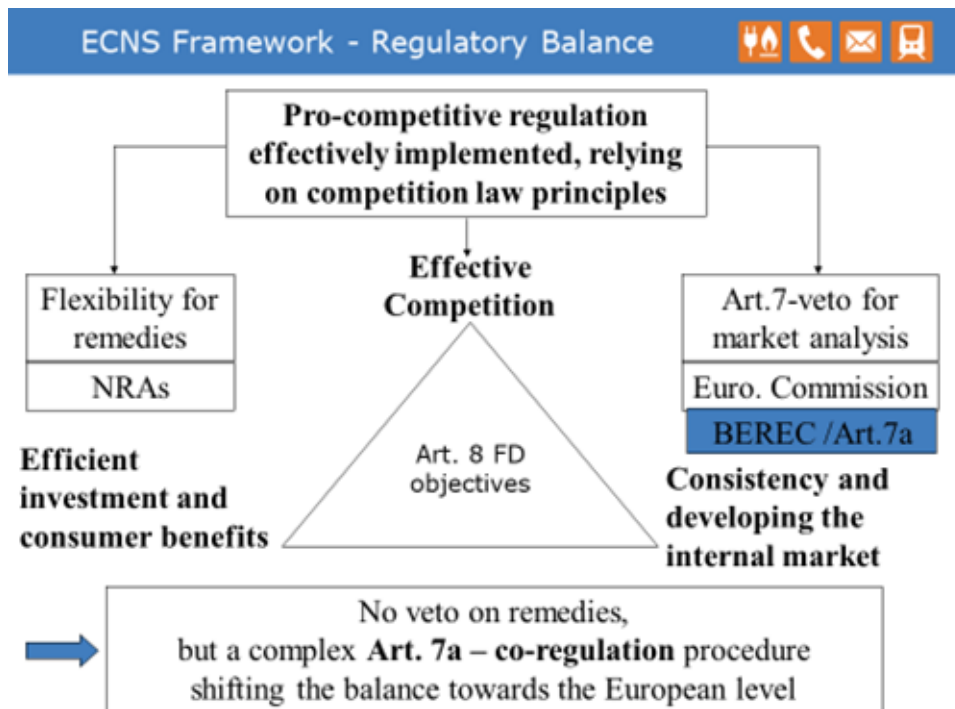 ECNS Framework - Regulatory Balance
Pro-competitive regulation
effectively implemented, relying
on competition law principles
Flexibility for
remedies
NRAs
Effective
Competition
Art.7-veto for
market analysis
Euro. Commission
BEREC /Art.7a
Efficient
investment and
consumer benefits
Art. 8 FD
objectives
Consistency and
developing the
internal market
No veto on remedies,
but a complex Art. 7a – co-regulation procedure
shifting the balance towards the European level